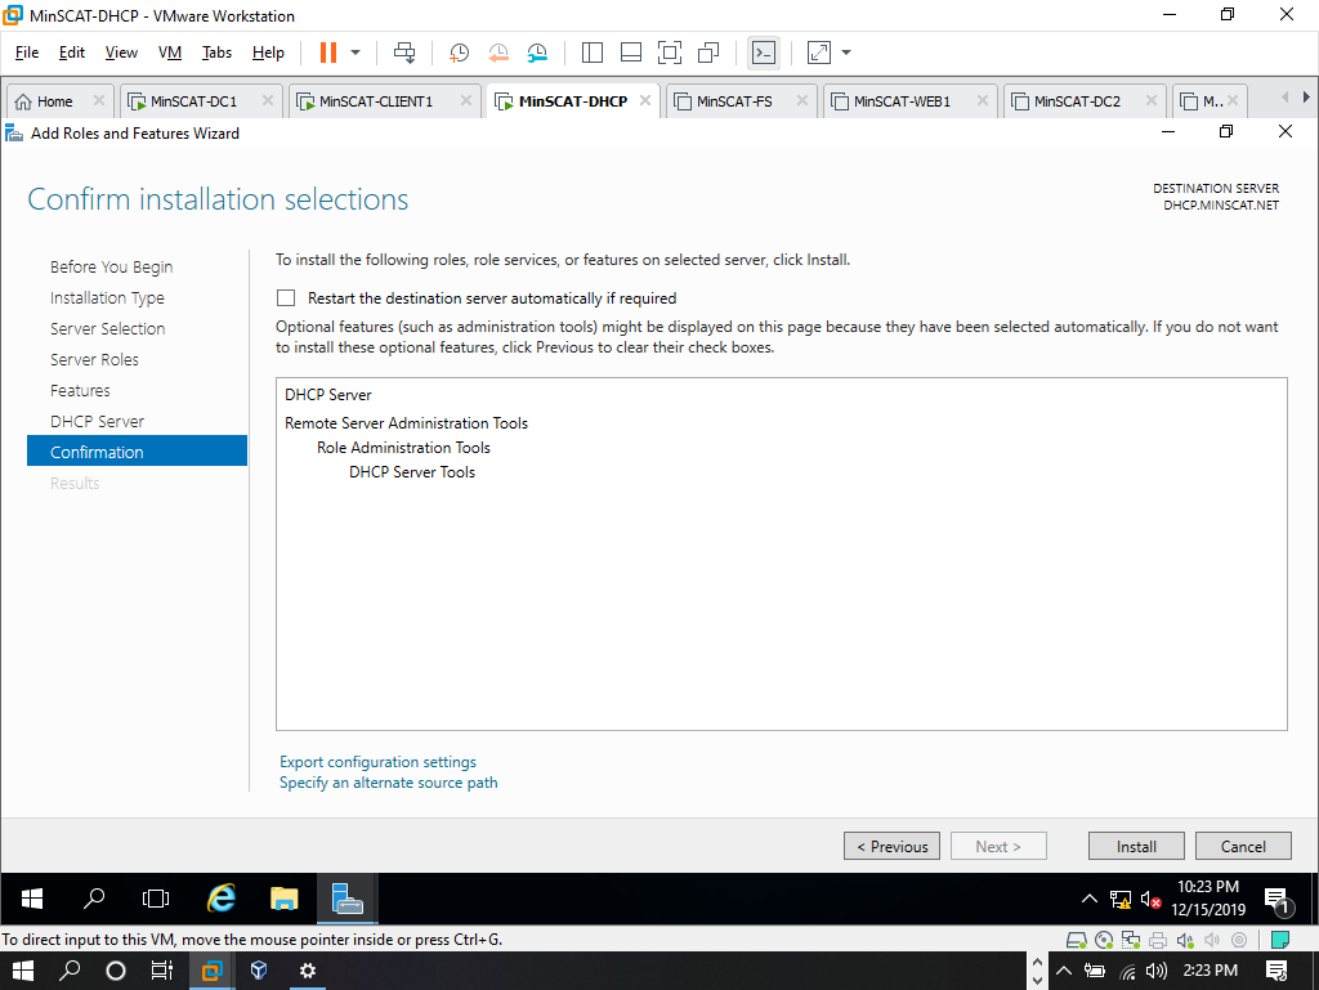 MinSCAT-DHCP - VMware Workstation
File Edit View VM Tabs Help
Home MinSCAT-DC1 MinSCAT-CLIENT1 MinSCAT-DHCP MinSCAT-FS MinSCAT-WEB1 MinSCAT-DC2 M..
Add Roles and Features Wizard
Confirm installation selections
DESTINATION SERVER
DHCP.MINSCAT.NET
Before You Begin
Installation Type
Server Selection
Server Roles
Features
DHCP Server
Confirmation
Results
To install the following roles, role services, or features on selected server, click Install.
Restart the destination server automatically if required
Optional features (such as administration tools) might be displayed on this page because they have been selected automatically. If you do not want
to install these optional features, click Previous to clear their check boxes.
DHCP Server
Remote Server Administration Tools
Role Administration Tools
DHCP Server Tools
Export configuration settings
Specify an alternate source path
< Previous Next > Install Cancel
10:23 PM
12/15/2019
1
To direct input to this VM, move the mouse pointer inside or press Ctrl+G.
2:23 PM